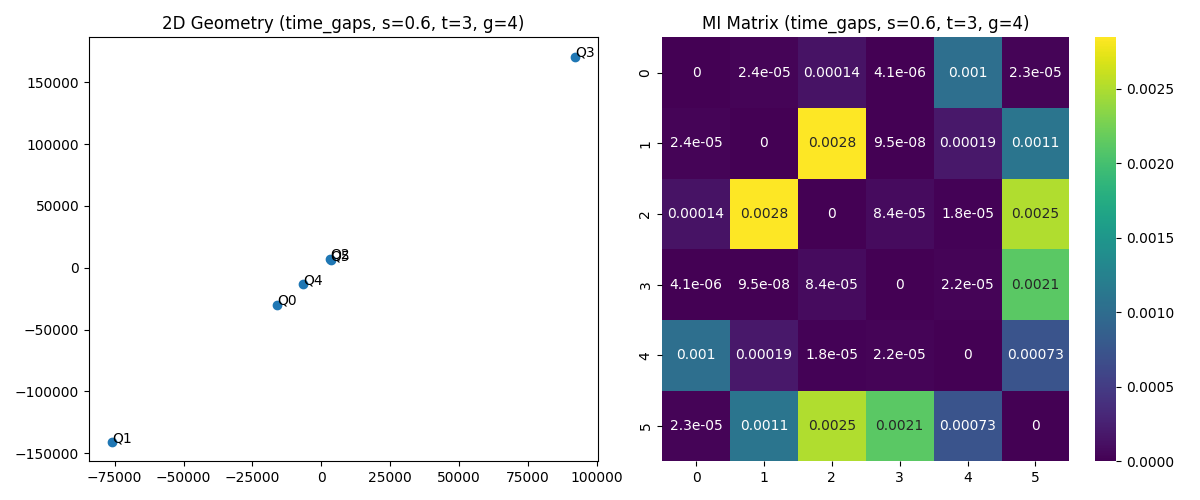 2D Geometry (time_gaps, s=0.6, t=3, g=4)
150000
100000
50000
0
−50000
−100000
−150000
−75000 −50000 −25000 0 25000 50000 75000 100000
Q3
Q2
Q5
Q4
Q0
Q1
MI Matrix (time_gaps, s=0.6, t=3, g=4)
0 0 2.4e-05 0.00014 4.1e-06 0.001 2.3e-05
1 2.4e-05 0 0.0028 9.5e-08 0.00019 0.0011
2 0.00014 0.0028 0 8.4e-05 1.8e-05 0.0025
3 4.1e-06 9.5e-08 8.4e-05 0 2.2e-05 0.0021
4 0.001 0.00019 1.8e-05 2.2e-05 0 0.00073
5 2.3e-05 0.0011 0.0025 0.0021 0.00073 0
0 1 2 3 4 5
0.0025
0.0020
0.0015
0.0010
0.0005
0.0000